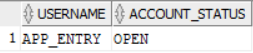 USERNAME ACCOUNT_STATUS
1 APP_ENTRY OPEN